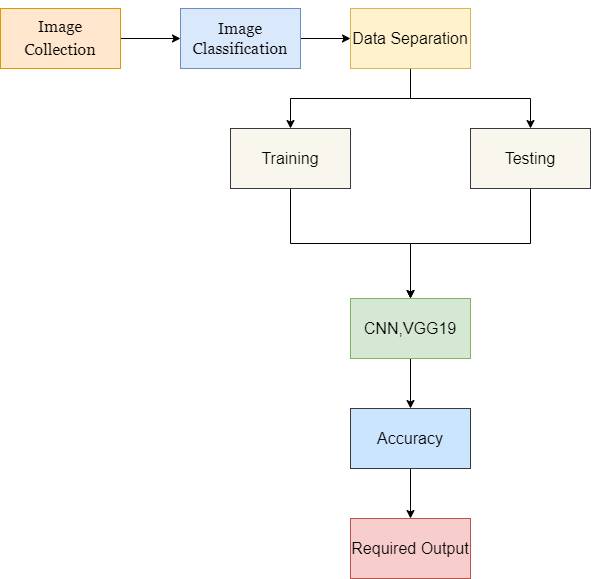 Image
Collection
Image
Classification
Data Separation
Training
Testing
CNN,VGG19
Accuracy
Required Output